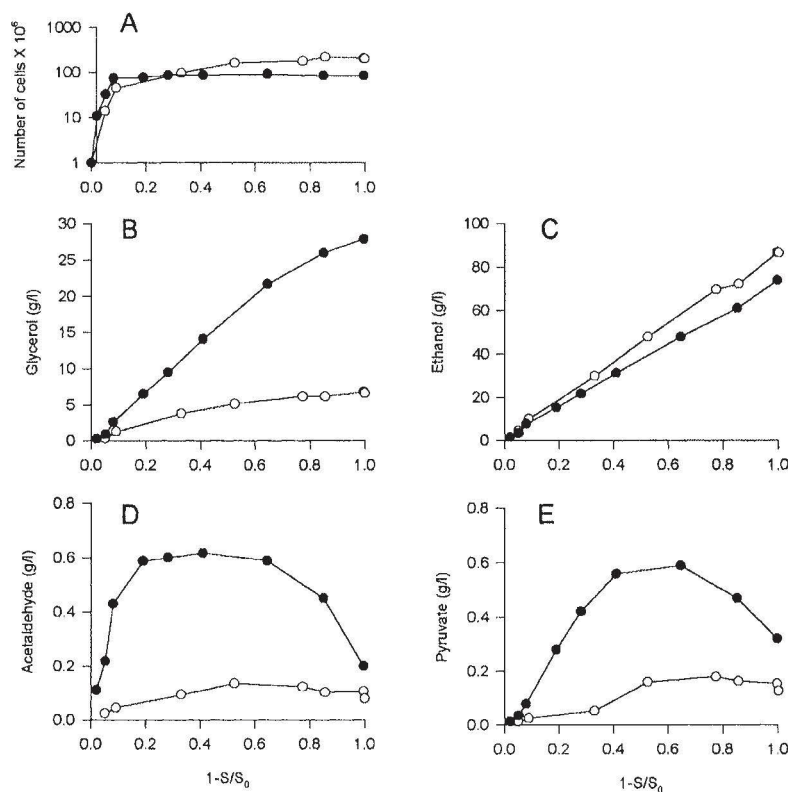 A
Number of cells X 10⁶
1000
100
10
1
0.0 0.2 0.4 0.6 0.8 1.0
B
Glycerol (g/l)
30
25
20
15
10
5
0
0.0 0.2 0.4 0.6 0.8 1.0
C
Ethanol (g/l)
100
80
60
40
20
0
0.0 0.2 0.4 0.6 0.8 1.0
D
Acetaldehyde (g/l)
0.8
0.6
0.4
0.2
0.0
0.0 0.2 0.4 0.6 0.8 1.0
1-S/S₀
E
Pyruvate (g/l)
0.8
0.6
0.4
0.2
0.0
0.0 0.2 0.4 0.6 0.8 1.0
1-S/S₀